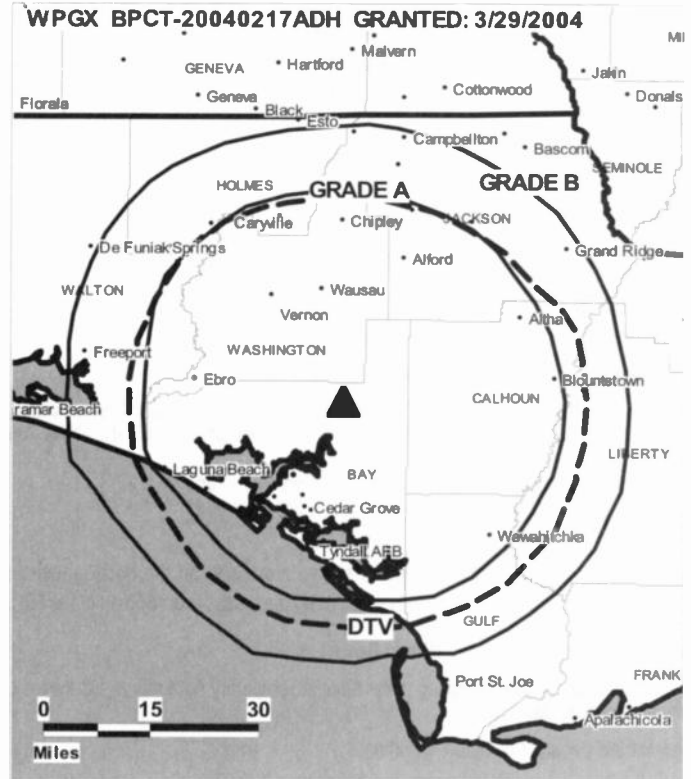 WPGX BPCT-20040217ADH GRANTED: 3/29/2004
Malvern
GENEVA
Hartford
Jakin
Geneva
Cottonwood
Donals
Florala
Black
Esto
Campbellton
Bascom
SEMINOLE
HOLMES
GRADE A
GRADE B
Caryville
Chipley
JACKSON
De Funiak Springs
Alford
Grand Ridge
WALTON
Wausau
Vernon
Altha
Freeport
WASHINGTON
Ebro
Blountstown
CALHOUN
ramar Beach
LIBERTY
Laguna Beach
BAY
Cedar Grove
Wewahitchka
Tyndall AFB
DTV
GULF
Port St. Joe
FRANK
0 15 30
Apalachicola
Miles